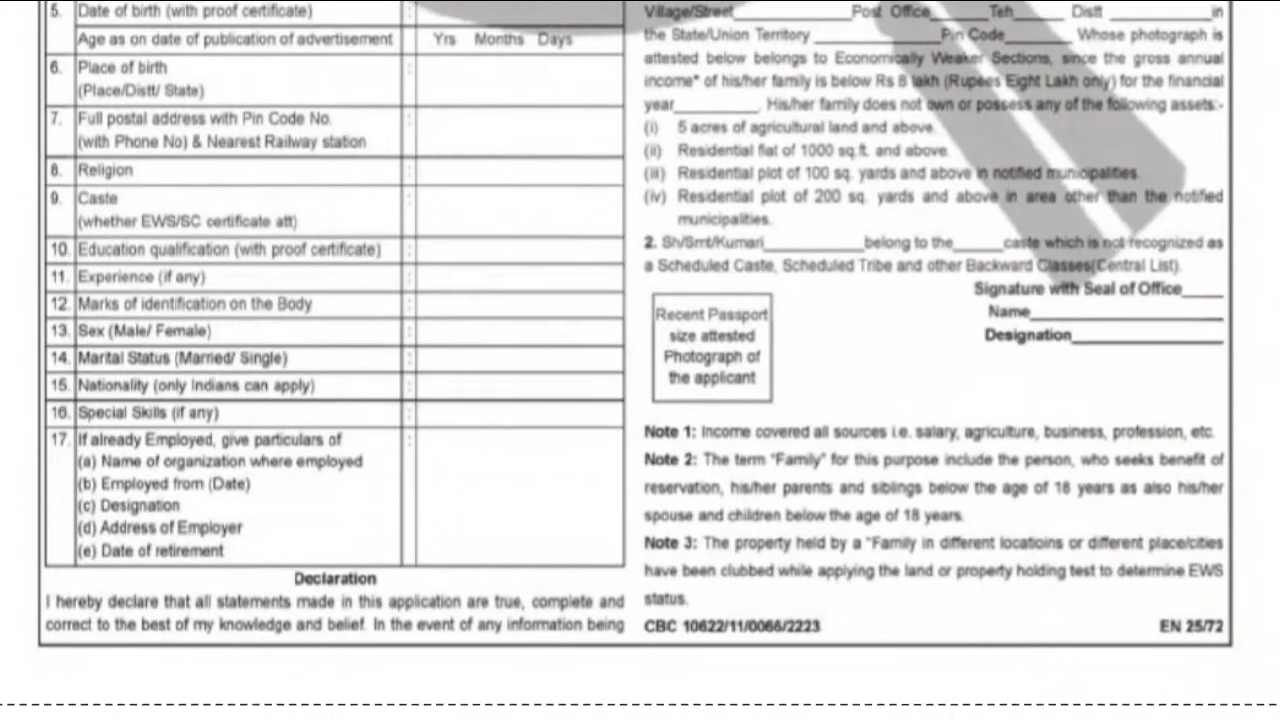 5. Date of birth (with proof certificate) :
Age as on date of publication of advertisement Yrs Months Days
6. Place of birth :
(Place/Distt/ State)
7. Full postal address with Pin Code No. :
(with Phone No) & Nearest Railway station
8. Religion :
9. Caste :
(whether EWS/SC certificate att)
10. Education qualification (with proof certificate) :
11. Experience (if any) :
12. Marks of identification on the Body :
13. Sex (Male/ Female) :
14. Marital Status (Married/ Single) :
15. Nationality (only Indians can apply) :
16. Special Skills (if any) :
17. If already Employed, give particulars of :
(a) Name of organization where employed
(b) Employed from (Date)
(c) Designation
(d) Address of Employer
(e) Date of retirement
Declaration
I hereby declare that all statements made in this application are true, complete and
correct to the best of my knowledge and belief. In the event of any information being
Village/Street__________Post Office_____Teh_____ Distt _________in
the State/Union Territory _________ Pin Code______ Whose photograph is
attested below belongs to Economically Weaker Sections, since the gross annual
income* of his/her family is below Rs 8 lakh (Rupees Eight Lakh only) for the financial
year________. His/her family does not own or possess any of the following assets:-
(i) 5 acres of agricultural land and above.
(ii) Residential flat of 1000 sq.ft. and above.
(iii) Residential plot of 100 sq. yards and above in notified municipalities.
(iv) Residential plot of 200 sq. yards and above in area other than the notified
municipalities.
2. Sh/Smt/Kumari__________belong to the_____caste which is not recognized as
a Scheduled Caste, Scheduled Tribe and other Backward Classes(Central List).
Signature with Seal of Office____
Name____________________
Designation________________
Recent Passport
size attested
Photograph of
the applicant
Note 1: Income covered all sources i.e. salary, agriculture, business, profession, etc.
Note 2: The term "Family" for this purpose include the person, who seeks benefit of
reservation, his/her parents and siblings below the age of 18 years as also his/her
spouse and children below the age of 18 years.
Note 3: The property held by a "Family in different locatioins or different place/cities
have been clubbed while applying the land or property holding test to determine EWS
status.
CBC 10622/11/0066/2223 EN 25/72